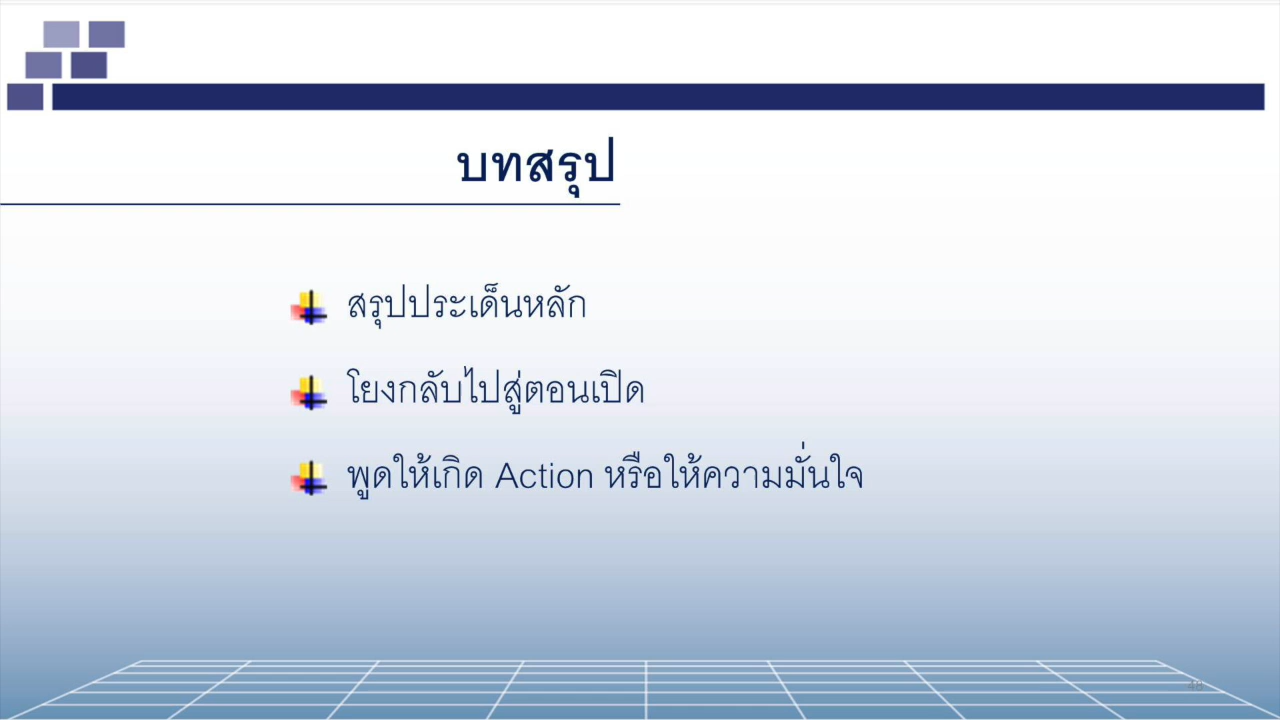 บทสรุป
สรุปประเด็นหลัก
โยงกลับไปสู่ตอนเปิด
พูดให้เกิด Action หรือให้ความมั่นใจ